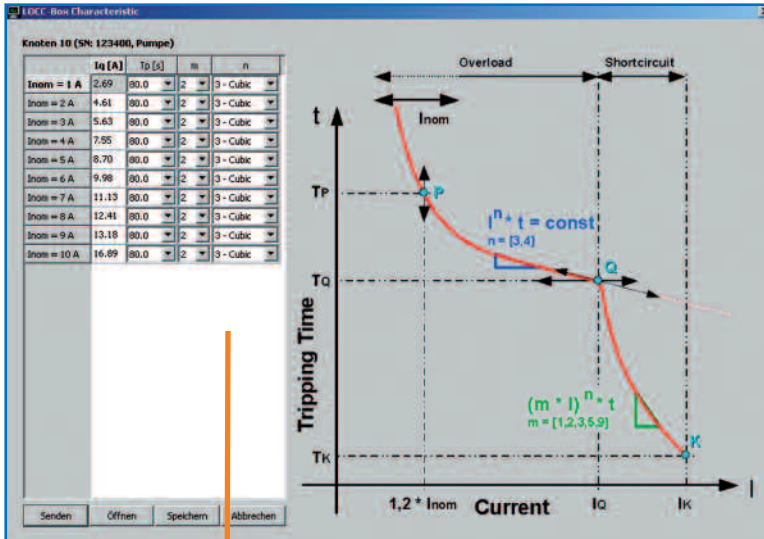 LOCC-Box Characteristic
Knoten 10 (SN: 123400, Pumpe)
Iq [A] Tp [s] m n
Inom = 1 A 2.69 80.0 2 3 - Cubic
Inom = 2 A 4.61 80.0 2 3 - Cubic
Inom = 3 A 5.63 80.0 2 3 - Cubic
Inom = 4 A 7.55 80.0 2 3 - Cubic
Inom = 5 A 8.70 80.0 2 3 - Cubic
Inom = 6 A 9.98 80.0 2 3 - Cubic
Inom = 7 A 11.13 80.0 2 3 - Cubic
Inom = 8 A 12.41 80.0 2 3 - Cubic
Inom = 9 A 13.18 80.0 2 3 - Cubic
Inom = 10 A 16.89 80.0 2 3 - Cubic
Senden Öffnen Speichern Abbrechen
Overload Shortcircuit
Inom
t
TP
P
I^n * t = const
n = [3,4]
Q
TQ
Tripping Time
(m * I)^n * t
m = [1,2,3,5,9]
K
TK
I
1,2 * Inom Current IQ IK